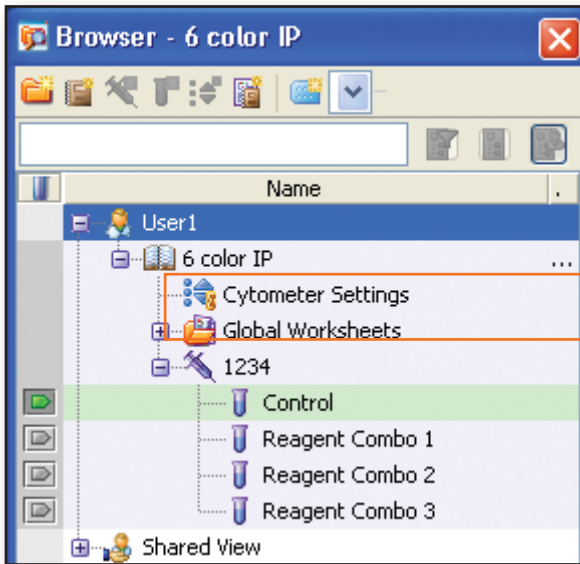 Browser - 6 color IP
Name .
User1
6 color IP ...
Cytometer Settings
Global Worksheets
1234
Control
Reagent Combo 1
Reagent Combo 2
Reagent Combo 3
Shared View